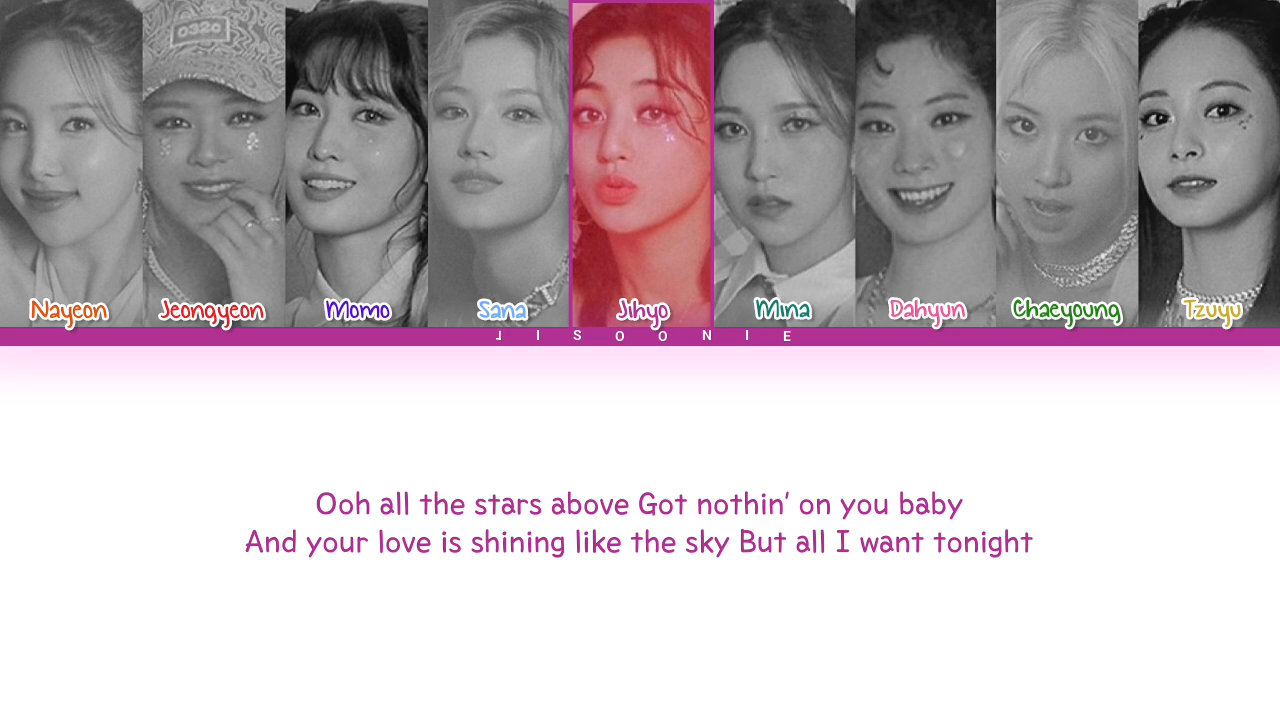 032c
Nayeon Jeongyeon Momo Sana Jihyo Mina Dahyun Chaeyoung Tzuyu
JISOONIE
Ooh all the stars above Got nothin' on you baby
And your love is shining like the sky But all I want tonight